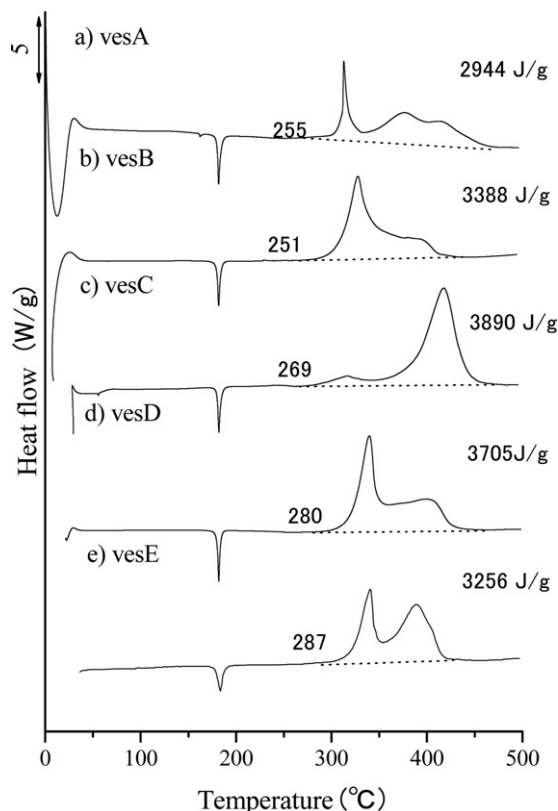 5
a) vesA
2944 J/g
255
b) vesB
3388 J/g
251
c) vesC
3890 J/g
269
d) vesD
3705J/g
280
e) vesE
3256 J/g
287
Heat flow (W/g)
0 100 200 300 400 500
Temperature (℃)